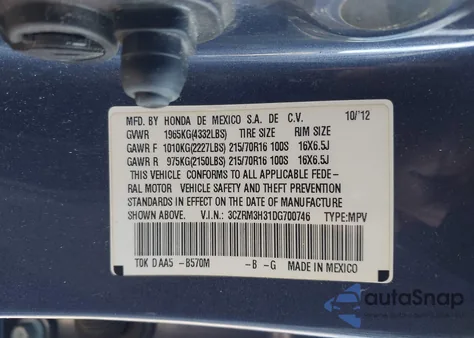 MFD. BY HONDA DE MEXICO S.A. DE C.V. 10/'12
GVWR 1965KG(4332LBS) TIRE SIZE RIM SIZE
GAWR F 1010KG(2227LBS) 215/70R16 100S 16X6.5J
GAWR R 975KG(2150LBS) 215/70R16 100S 16X6.5J
THIS VEHICLE CONFORMS TO ALL APPLICABLE FEDE-
RAL MOTOR VEHICLE SAFETY AND THEFT PREVENTION
STANDARDS IN EFFECT ON THE DATE OF MANUFACTURE
SHOWN ABOVE. V.I.N.: 3CZRM3H31DG700746 TYPE:MPV
T0K D AA5 -B570M -B -G MADE IN MEXICO
autoSnap